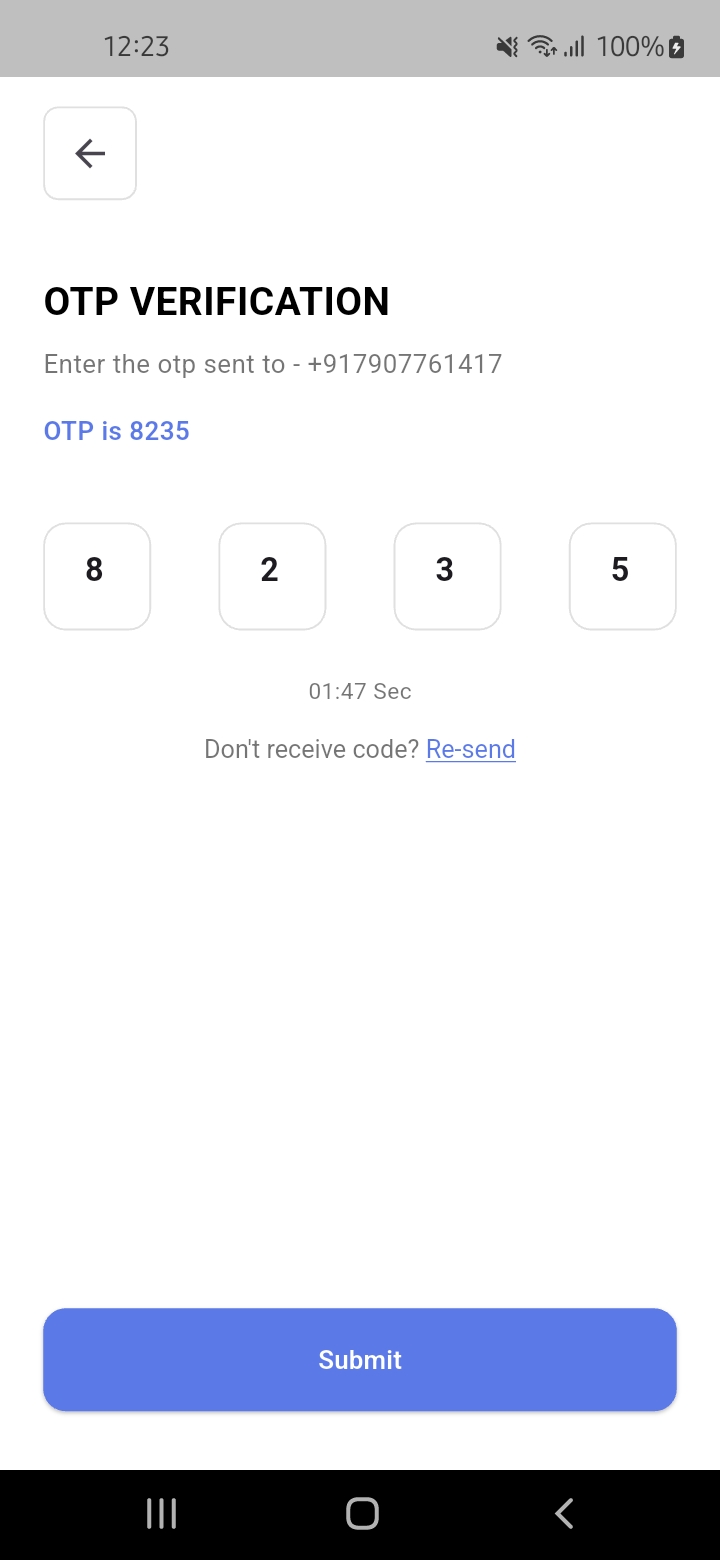 12:23 100%
OTP VERIFICATION
Enter the otp sent to - +917907761417
OTP is 8235
8 2 3 5
01:47 Sec
Don't receive code? Re-send
Submit